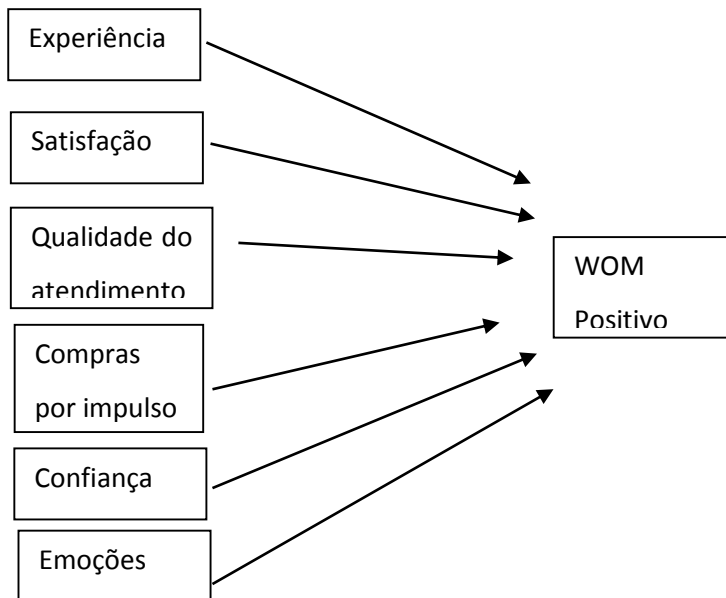 Experiência
Satisfação
Qualidade do
atendimento
Compras
por impulso
Confiança
Emoções
WOM
Positivo